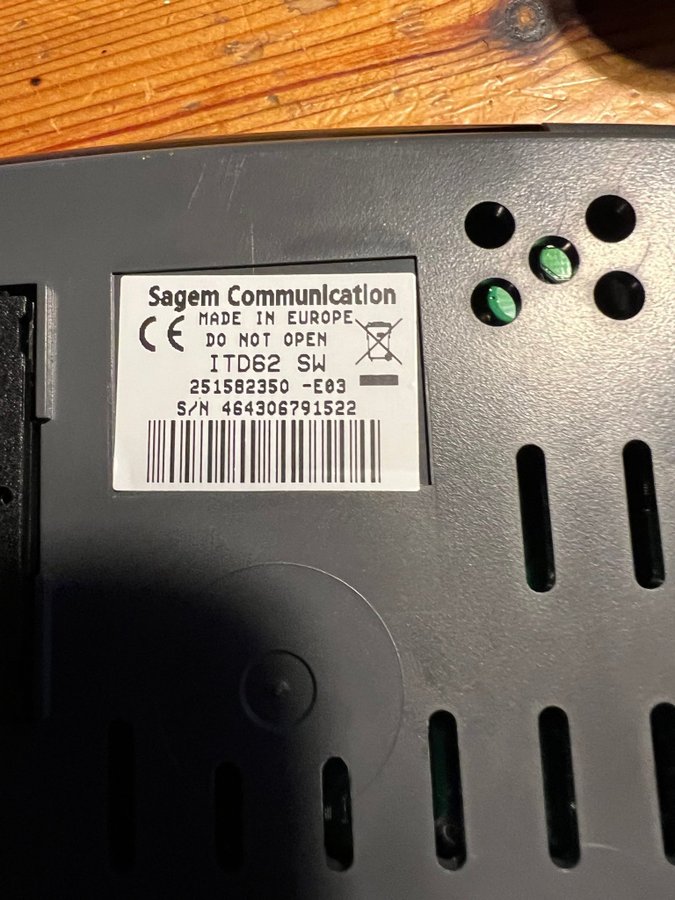 Sagem Communication
CE MADE IN EUROPE
DO NOT OPEN
ITD62 SW
251582350 -E03
S/N 464306791522